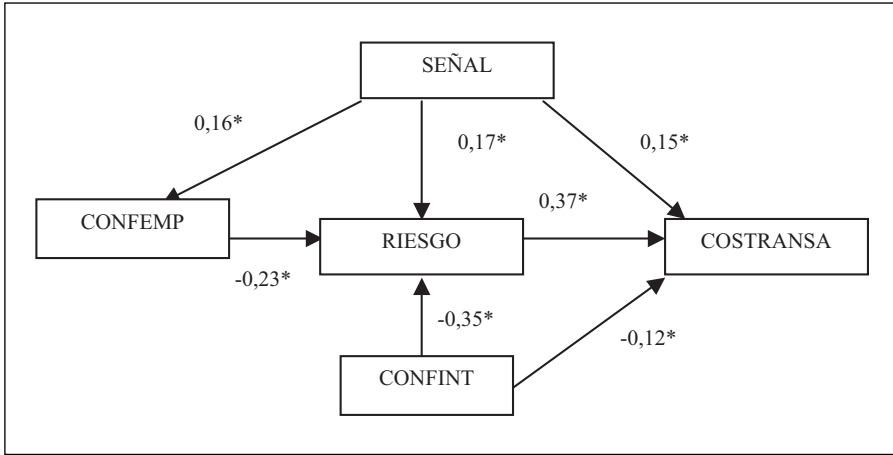 SEÑAL
0,16*
0,17*
0,15*
CONFEMP
0,37*
RIESGO
COSTRANSA
-0,23*
-0,35*
-0,12*
CONFINT